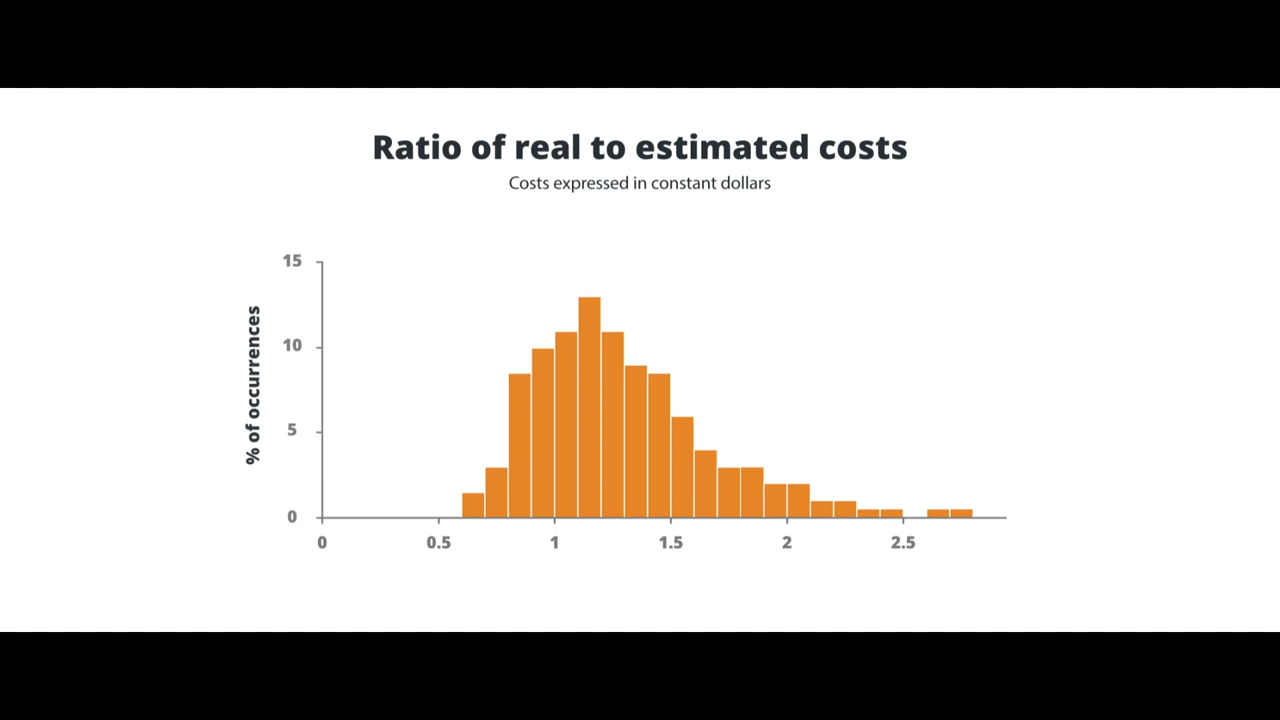 Ratio of real to estimated costs
Costs expressed in constant dollars
% of occurrences
15
10
5
0
0 0.5 1 1.5 2 2.5